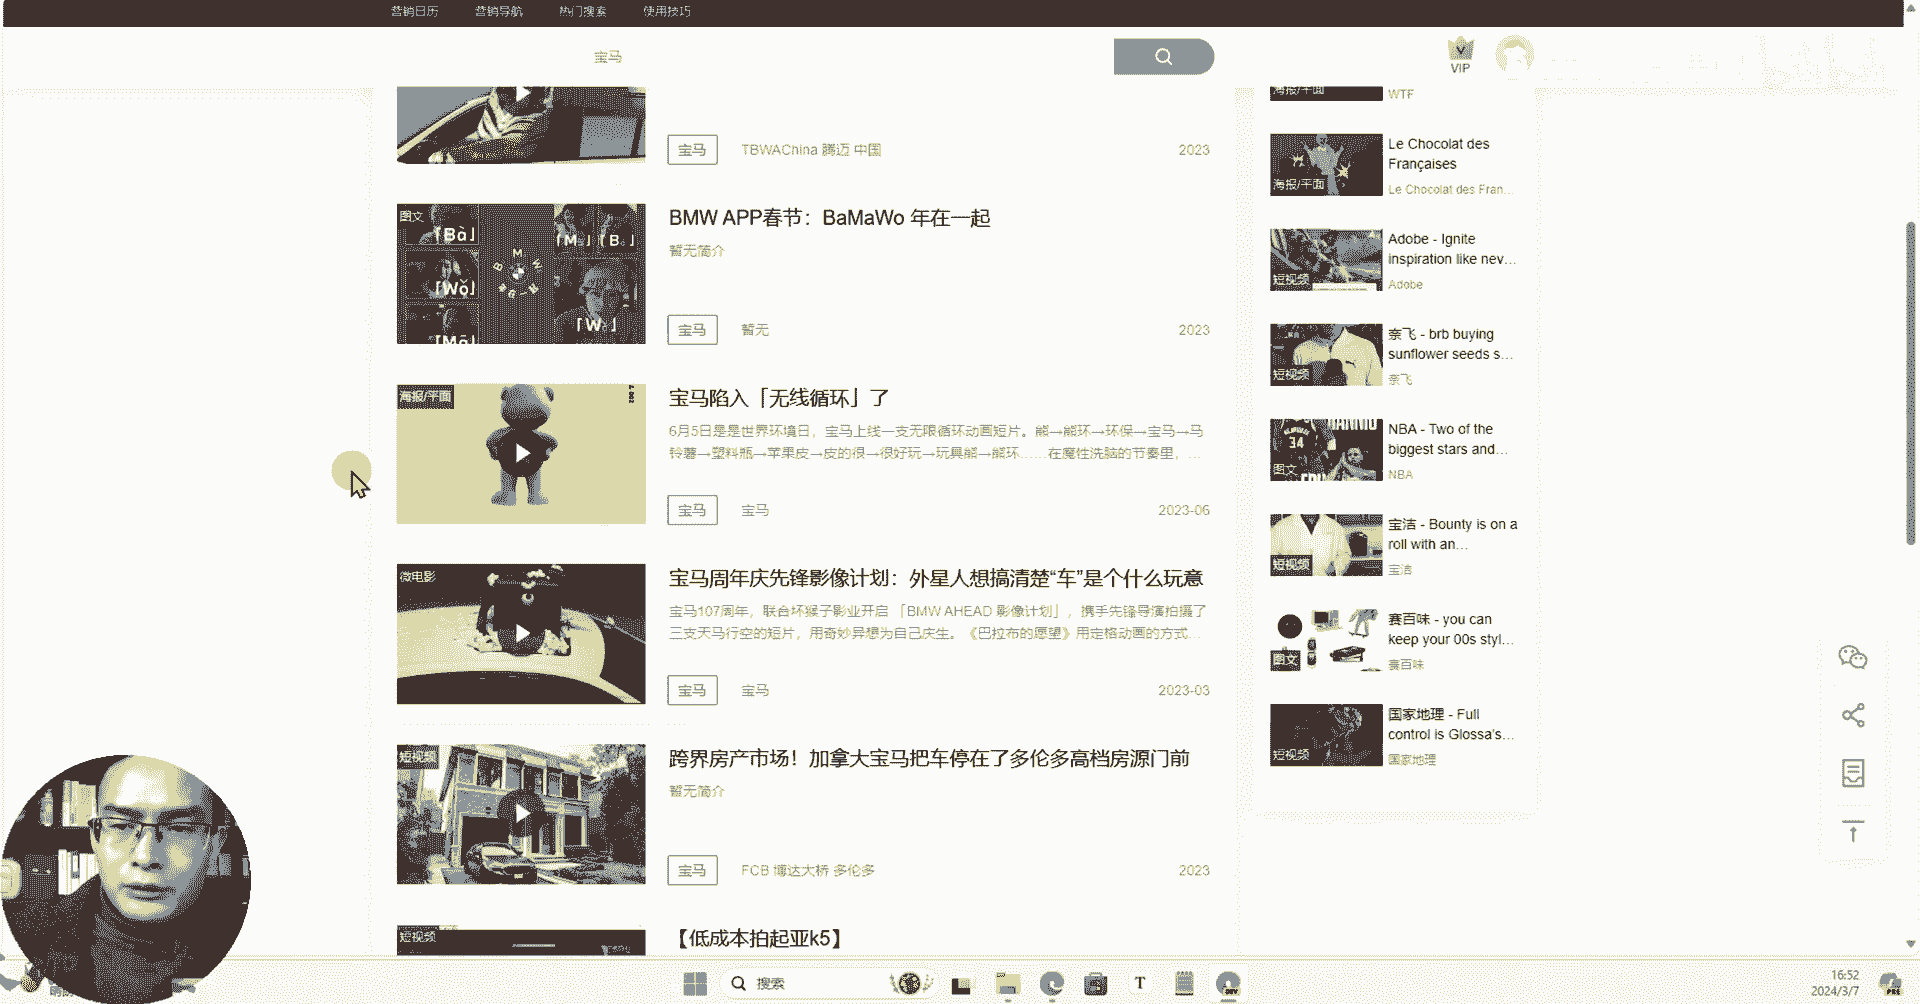 营销日历 营销导航 热门搜索 使用技巧
宝马
VIP
宝马 TBWAChina 腾迈 中国 2023
图文
「Bà」
「Wǒ」
BMW APP春节：BaMaWo 年在一起
暂无简介
宝马 暂无 2023
海报/平面
宝马陷入「无线循环」了
6月5日是是世界环境日，宝马上线一支无限循环动画短片。熊→熊环→环保→宝马→马
铃薯→塑料瓶→苹果皮→皮的很→很好玩→玩具熊→熊环……在魔性洗脑的节奏里，...
宝马 宝马 2023-06
微电影
宝马周年庆先锋影像计划：外星人想搞清楚“车”是个什么玩意
宝马107周年，联合坏猴子影业开启 「BMW AHEAD 影像计划」，携手先锋导演拍摄了
三支天马行空的短片，用奇妙异想为自己庆生。《巴拉布的愿望》用定格动画的方式...
宝马 宝马 2023-03
短视频
跨界房产市场！加拿大宝马把车停在了多伦多高档房源门前
暂无简介
宝马 FCB 博达大桥 多伦多 2023
短视频
【低成本拍起亚k5】
海报/平面
WTF
海报/平面
Le Chocolat des
Françaises
Le Chocolat des Fran...
短视频
Adobe - Ignite
inspiration like nev...
Adobe
短视频
奈飞 - brb buying
sunflower seeds s...
奈飞
34
图文
NBA - Two of the
biggest stars and...
NBA
短视频
宝洁 - Bounty is on a
roll with an...
宝洁
图文
赛百味 - you can
keep your 00s styl...
赛百味
短视频
国家地理 - Full
control is Glossa's...
国家地理
搜索
T
DEV
16:52
2024/3/7
PRE